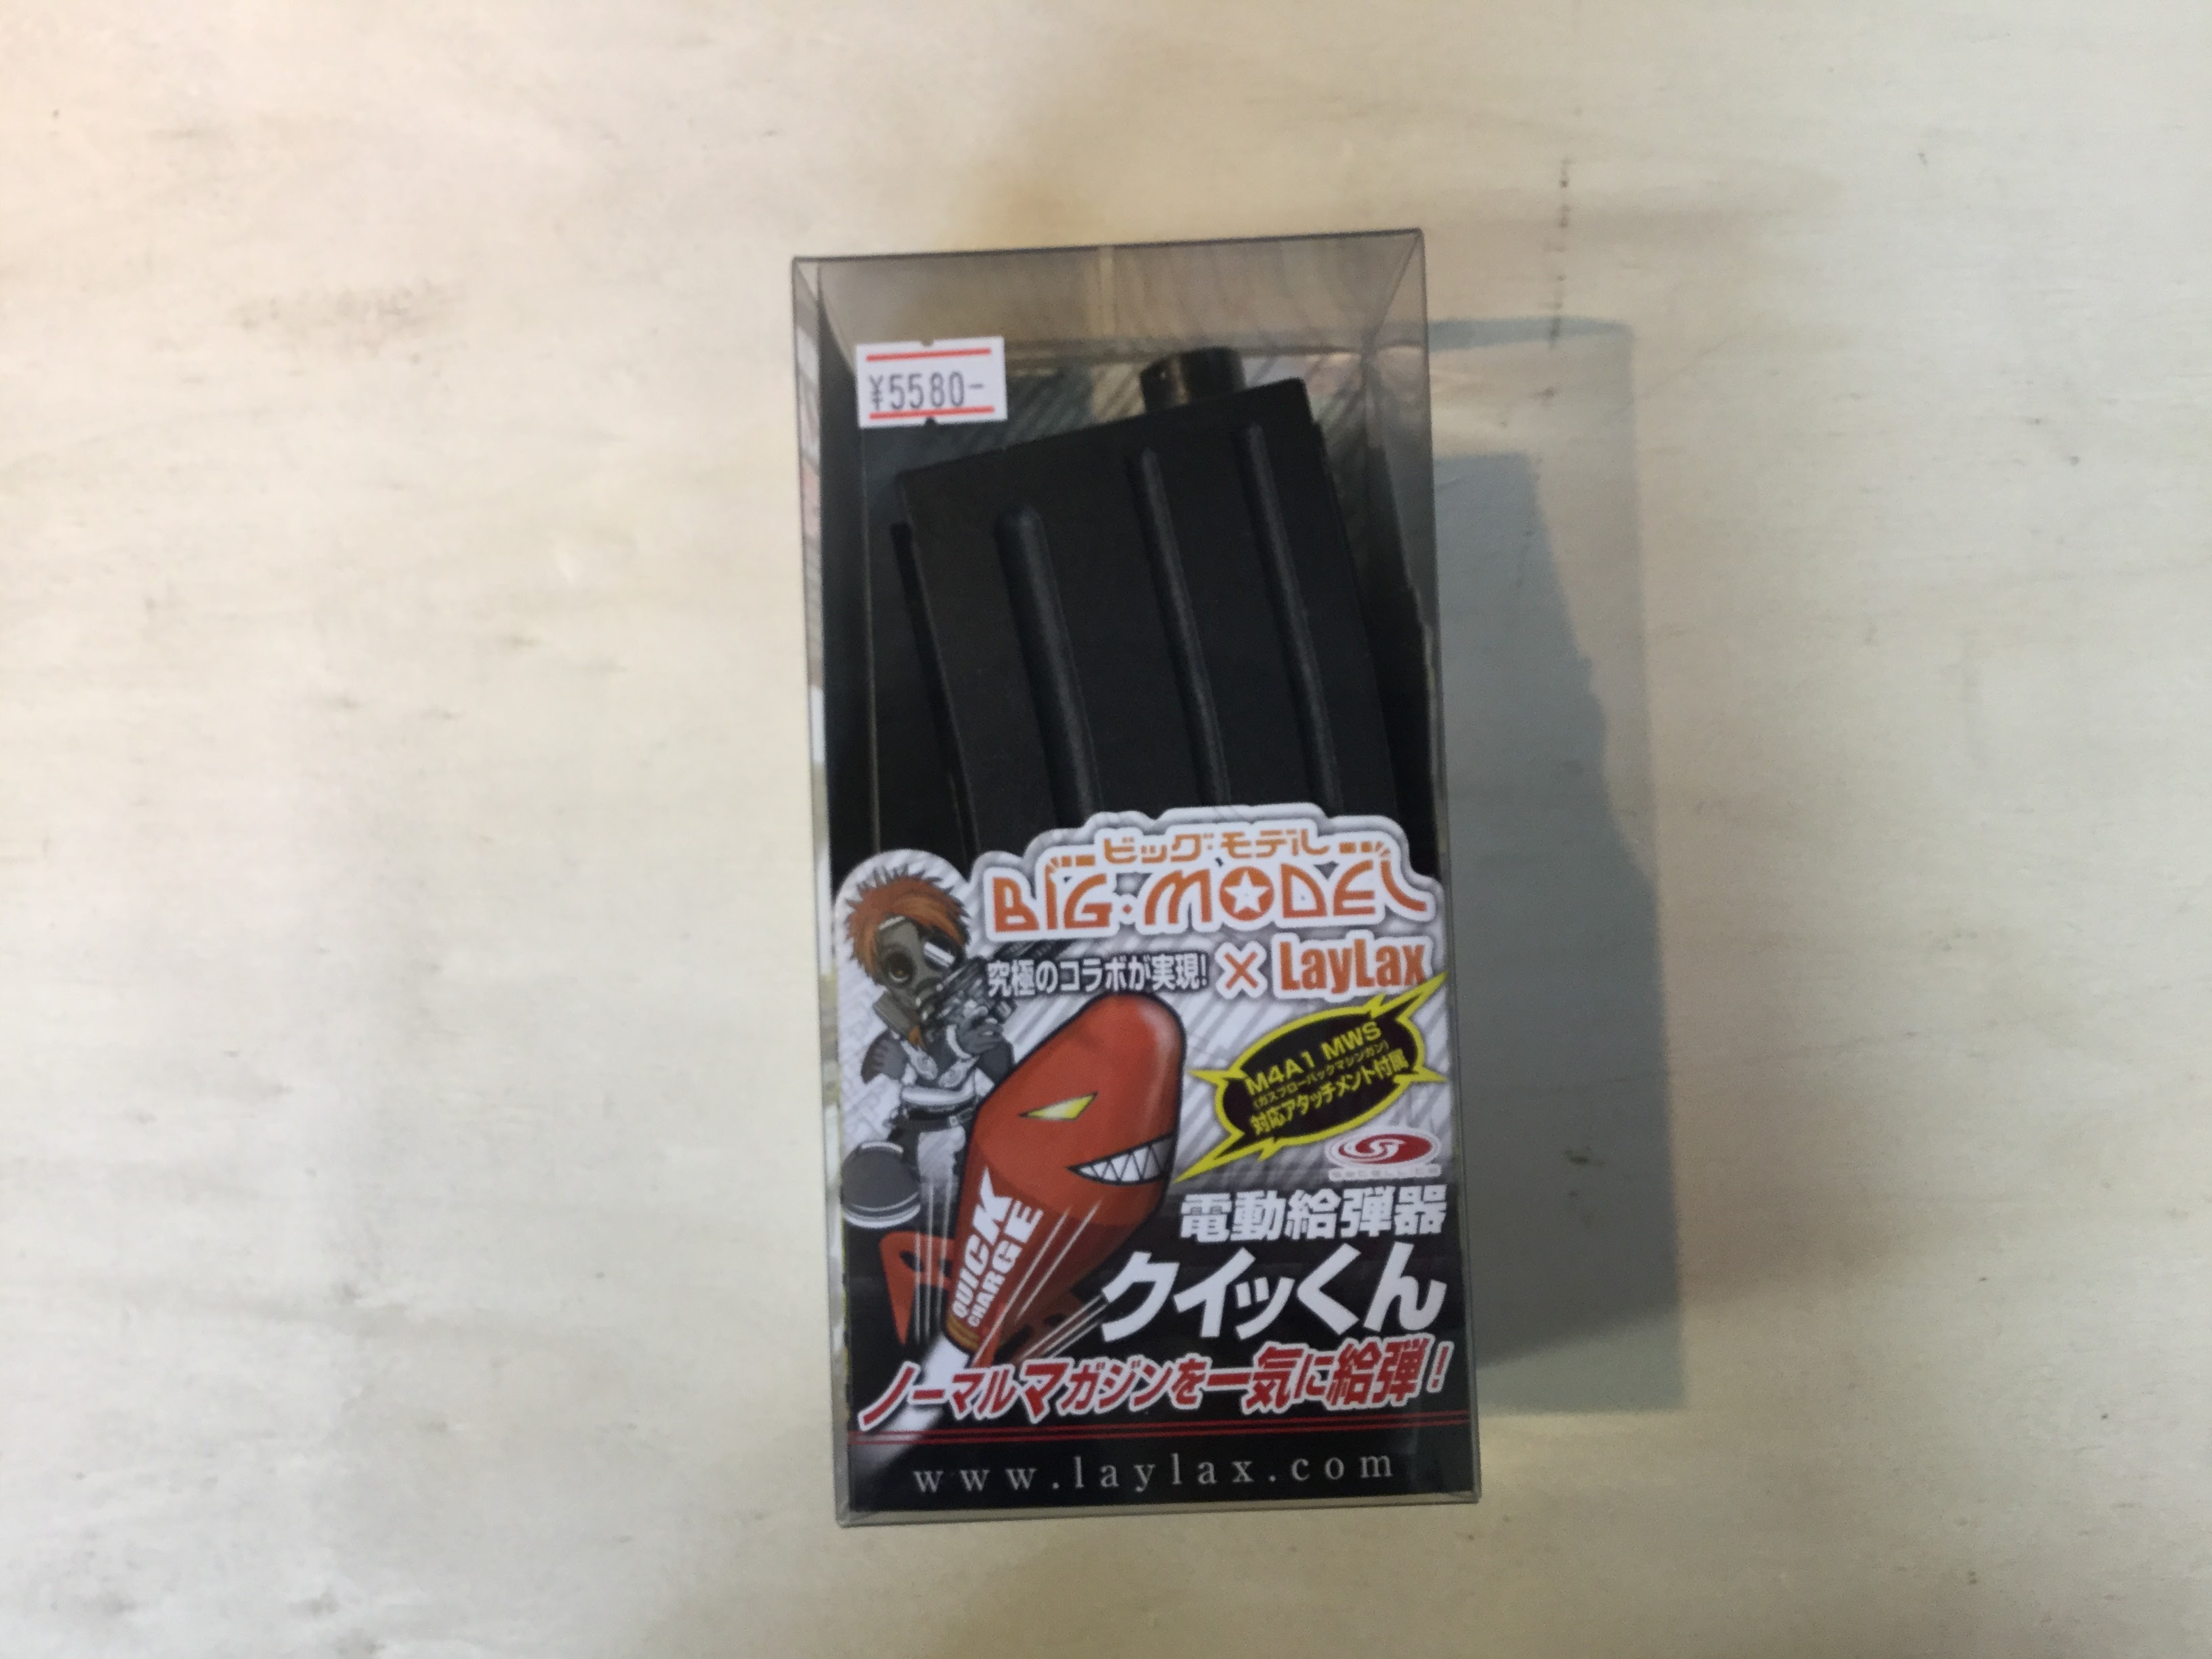 ¥5580-
ビッグ・モデル
BIG・MODEL
究極のコラボが実現! × LayLax
M4A1 MWS
(ガスブローバックマシンガン)
対応アタッチメント付属
QUICK
CHARGE
電動給弾器
クイッくん
ノーマルマガジンを一気に給弾!
www.laylax.com